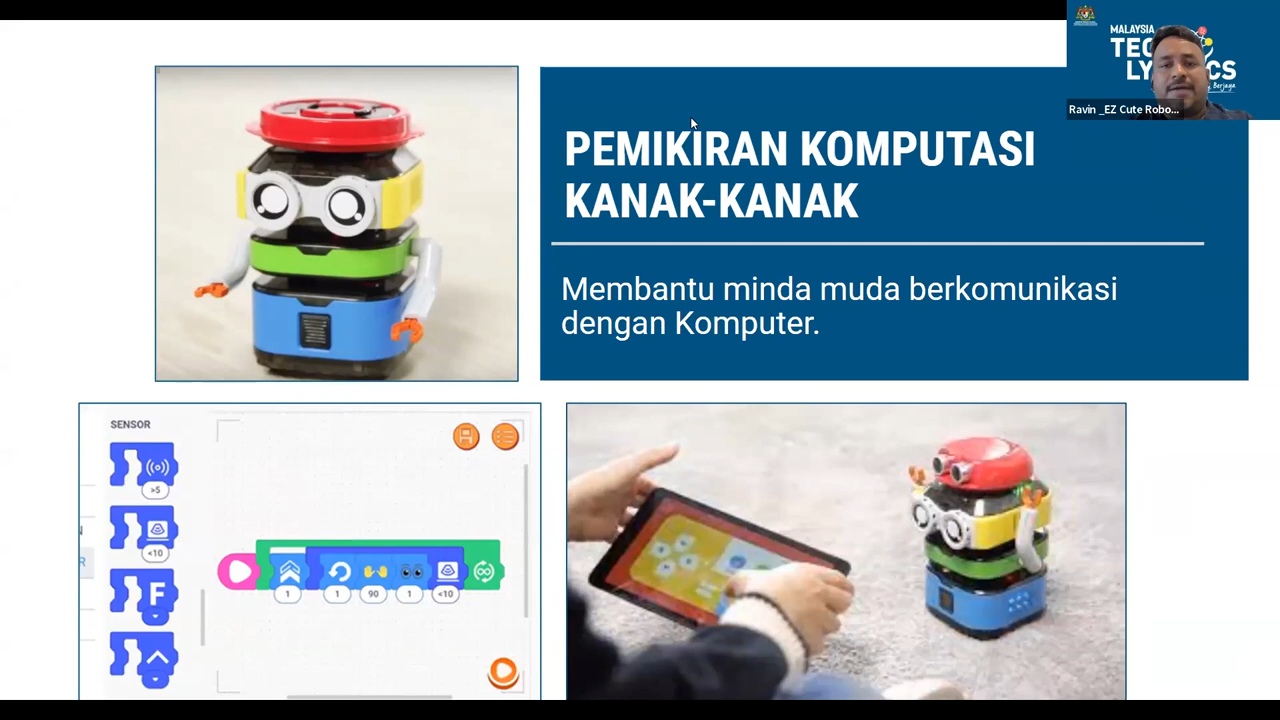 MALAYSIA
Berjaya
Ravin _EZ Cute Robo...
PEMIKIRAN KOMPUTASI
KANAK-KANAK
Membantu minda muda berkomunikasi
dengan Komputer.
SENSOR
>5
<10
F
1
1
90
1
<10